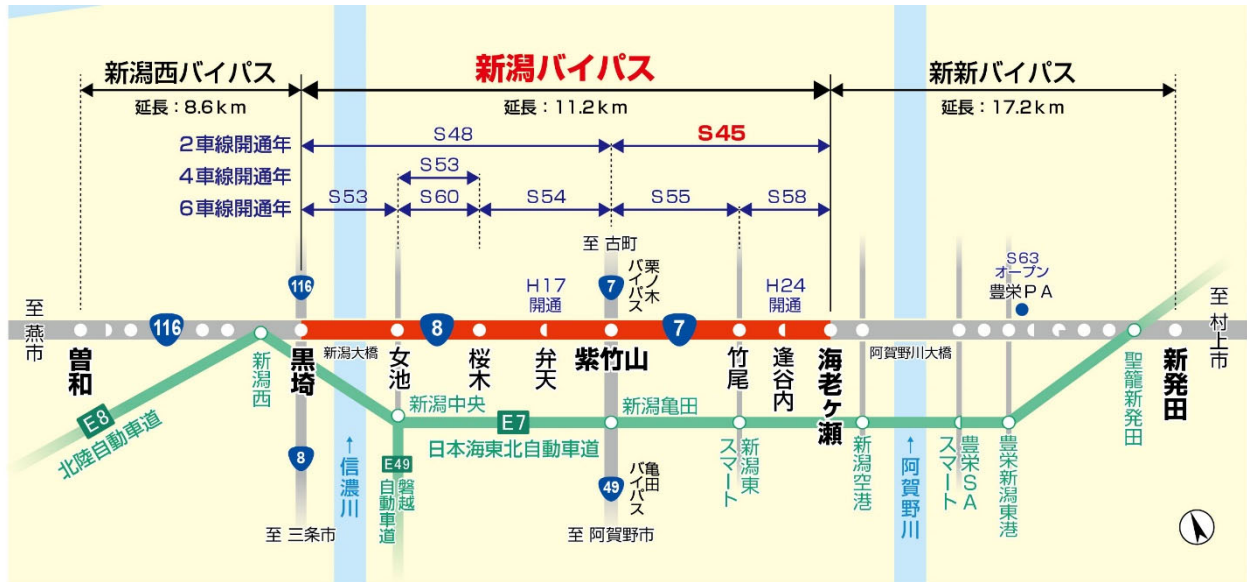 新潟西バイパス
新潟バイパス
新新バイパス
延長：8.6km
延長：11.2km
延長：17.2km
2車線開通年
S48
S45
4車線開通年
S53
6車線開通年
S53
S60
S54
S55
S58
至 古町
至 燕市
116
116
8
H17
開通
7
栗ノ木
バイパス
7
H24
開通
S63
オープン
豊栄PA
至 村上市
曽和
新潟西
黒埼
新潟大橋
女池
桜木
弁天
紫竹山
竹尾
逢谷内
海老ヶ瀬
阿賀野川大橋
聖籠新発田
新発田
E8
北陸自動車道
新潟中央
E7
日本海東北自動車道
新潟亀田
新潟東
スマート
新潟空港
豊栄SA
スマート
豊栄新潟東港
8
↑信濃川
E49
磐越
自動車道
49
亀田
バイパス
↑阿賀野川
至 三条市
至 阿賀野市